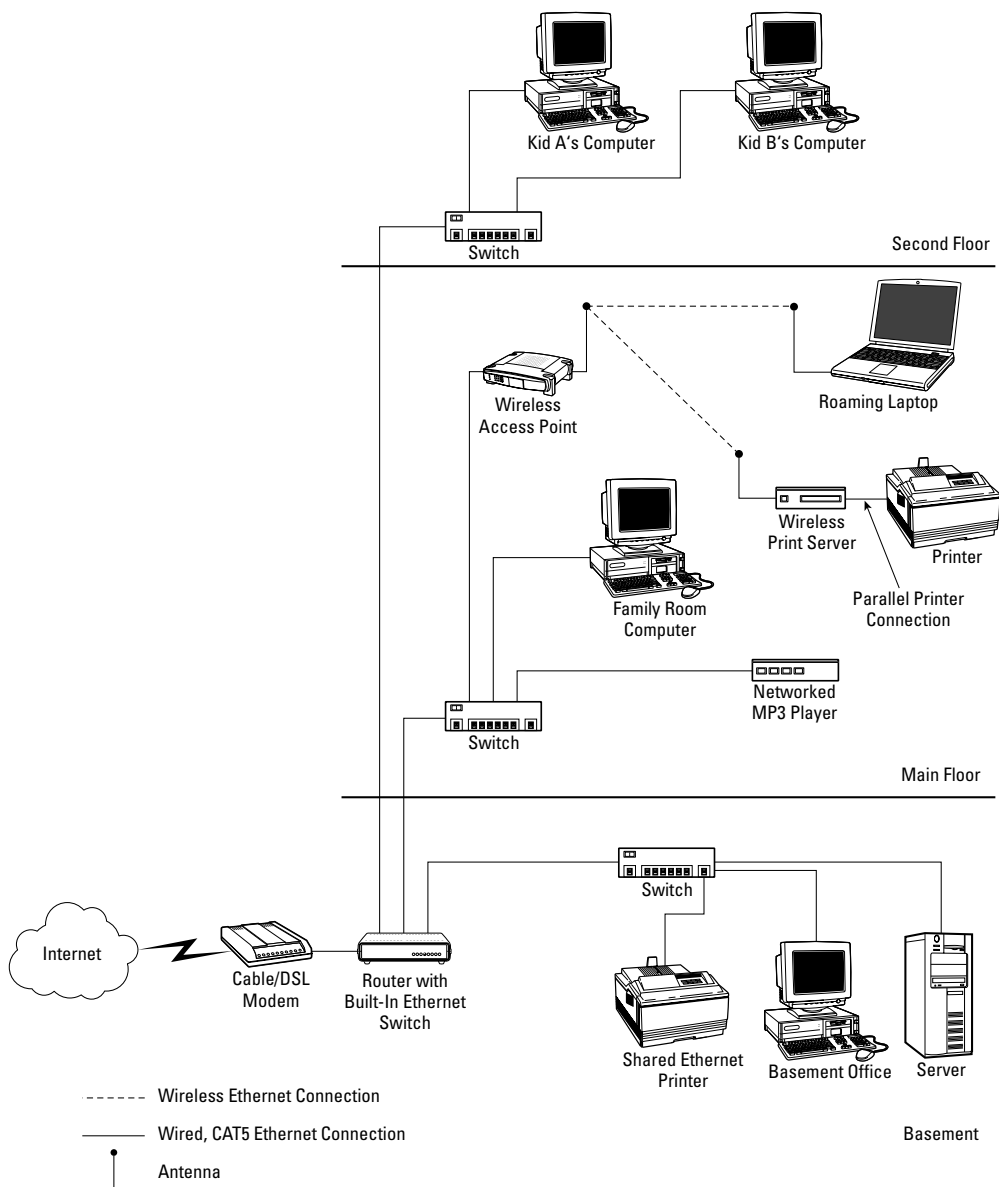 Kid A‘s Computer
Kid B‘s Computer
Switch
Second Floor
Wireless
Access Point
Roaming Laptop
Wireless
Print Server
Printer
Parallel Printer
Connection
Family Room
Computer
Networked
MP3 Player
Switch
Main Floor
Switch
Internet
Cable/DSL
Modem
Router with
Built-In Ethernet
Switch
Shared Ethernet
Printer
Basement Office
Server
Wireless Ethernet Connection
Wired, CAT5 Ethernet Connection
Basement
Antenna